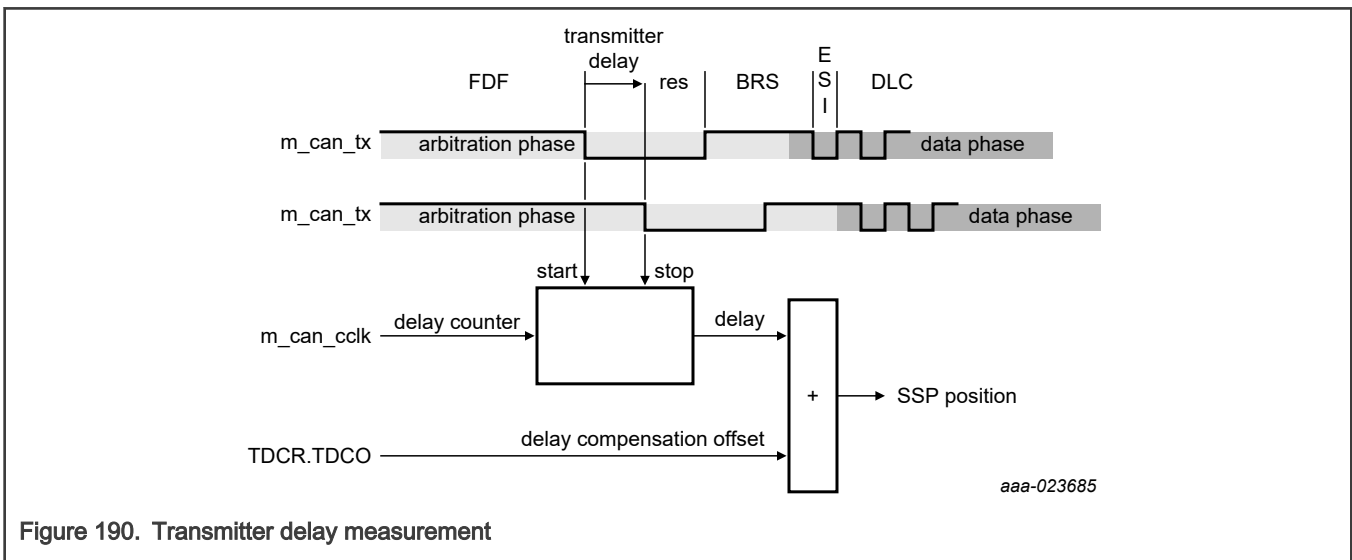 transmitter
delay
FDF
res
BRS
E
S
I
DLC
m_can_tx
arbitration phase
data phase
m_can_tx
arbitration phase
data phase
start
stop
m_can_cclk
delay counter
delay
+
SSP position
TDCR.TDCO
delay compensation offset
aaa-023685
Figure 190. Transmitter delay measurement